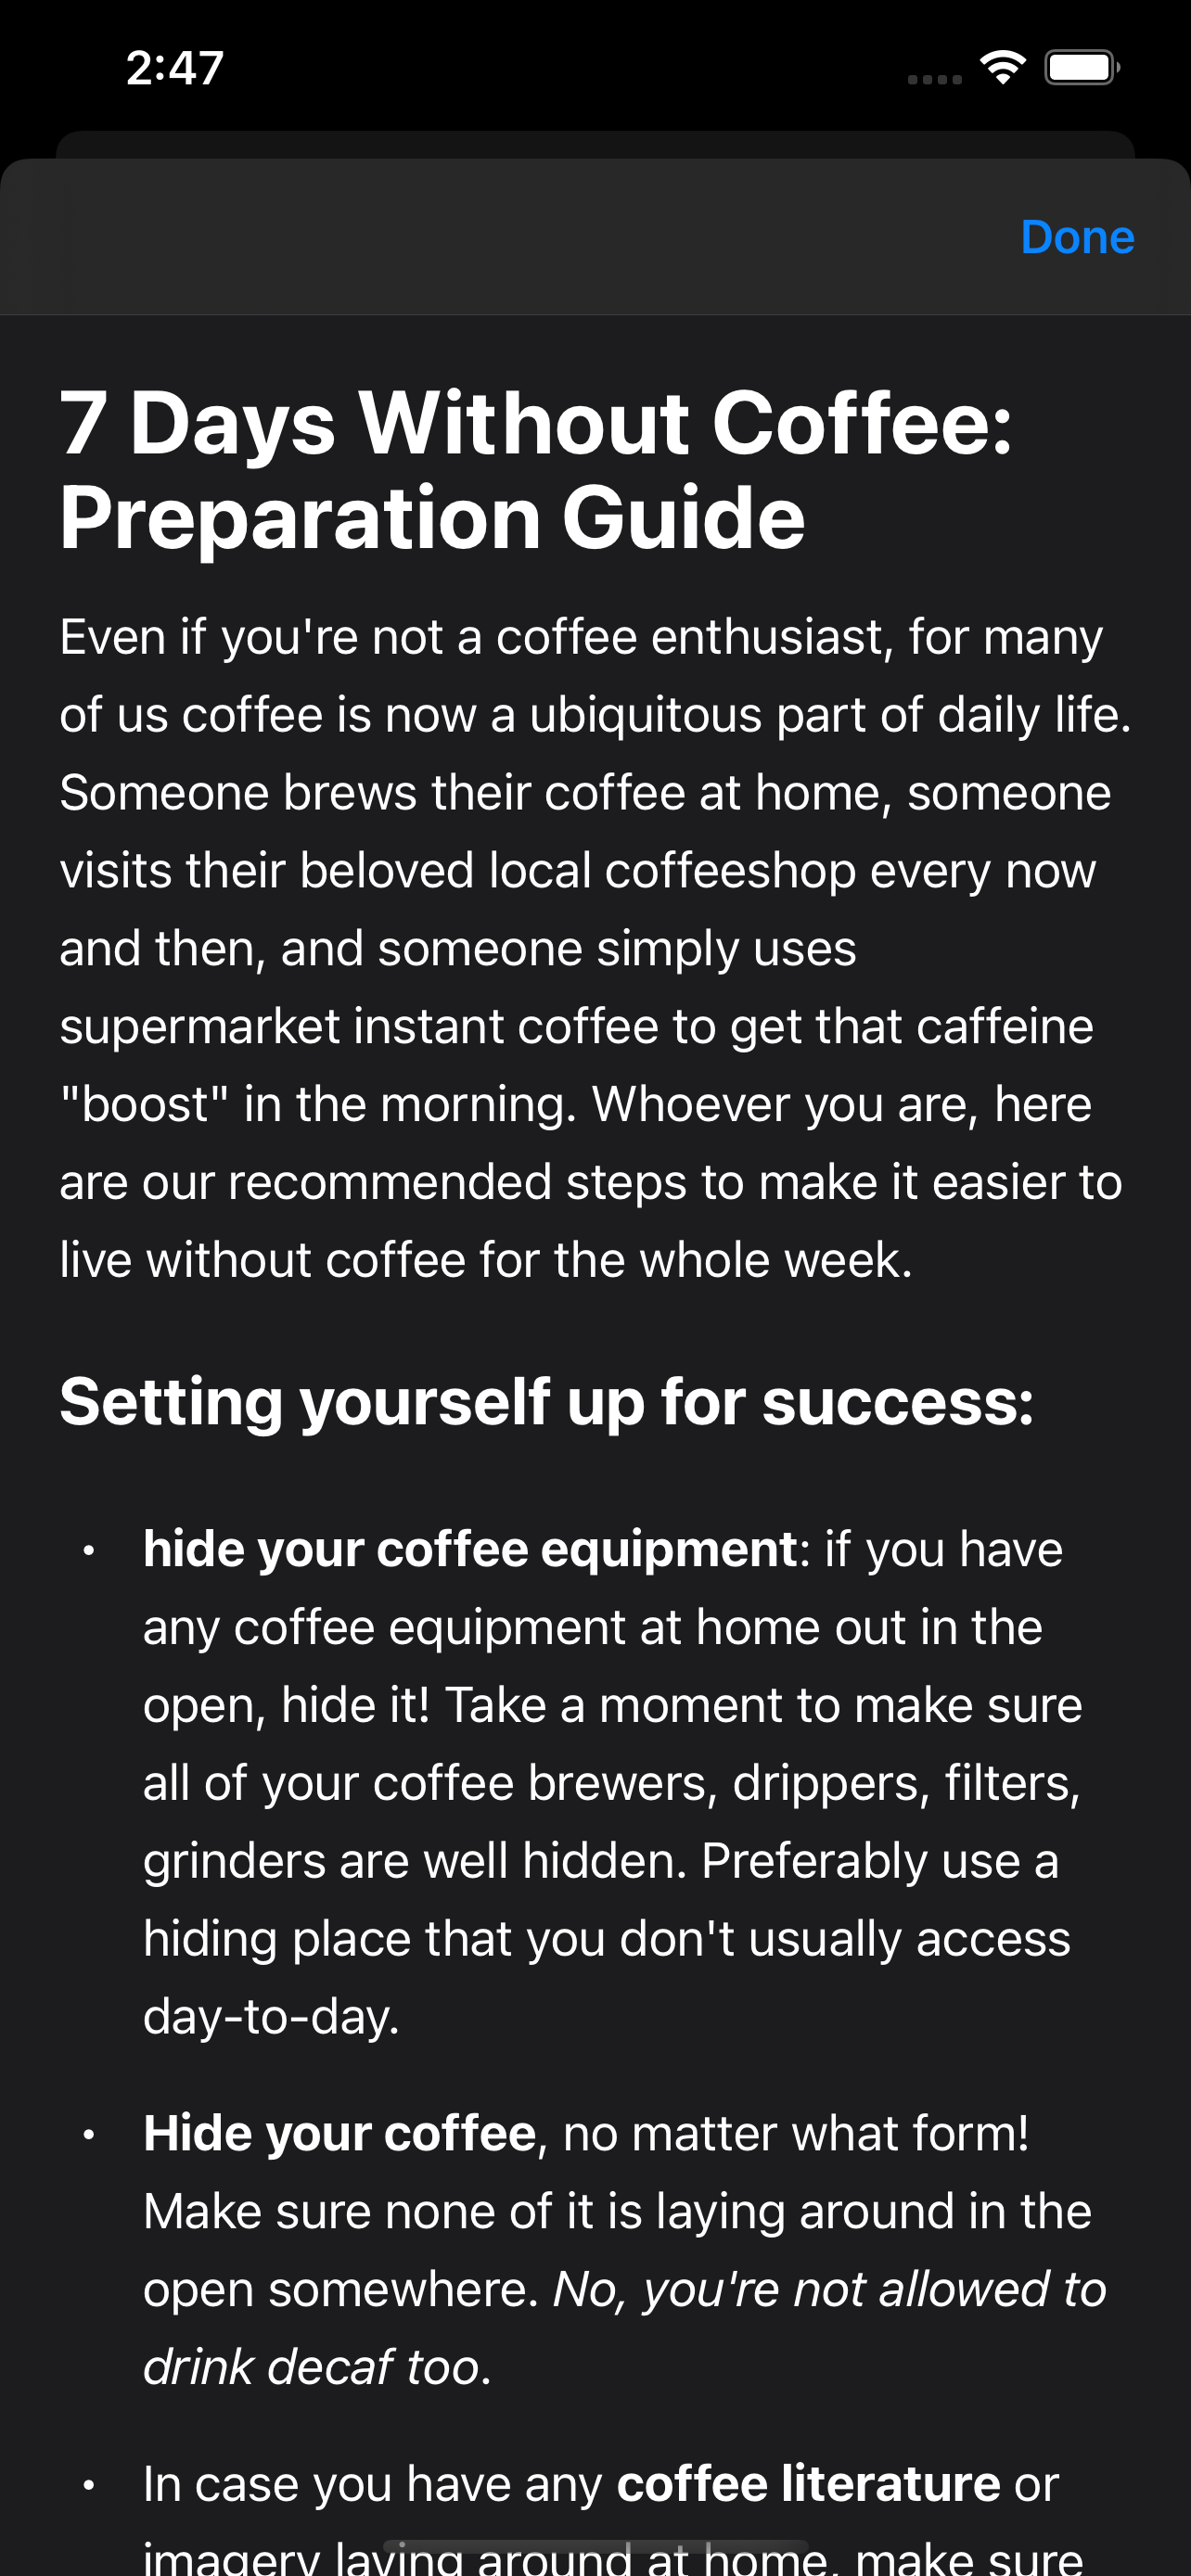 2:47
Done
7 Days Without Coffee:
Preparation Guide
Even if you're not a coffee enthusiast, for many
of us coffee is now a ubiquitous part of daily life.
Someone brews their coffee at home, someone
visits their beloved local coffeeshop every now
and then, and someone simply uses
supermarket instant coffee to get that caffeine
"boost" in the morning. Whoever you are, here
are our recommended steps to make it easier to
live without coffee for the whole week.
Setting yourself up for success:
• hide your coffee equipment: if you have
any coffee equipment at home out in the
open, hide it! Take a moment to make sure
all of your coffee brewers, drippers, filters,
grinders are well hidden. Preferably use a
hiding place that you don't usually access
day-to-day.
• Hide your coffee, no matter what form!
Make sure none of it is laying around in the
open somewhere. No, you're not allowed to
drink decaf too.
• In case you have any coffee literature or
imagery laying around at home, make sure